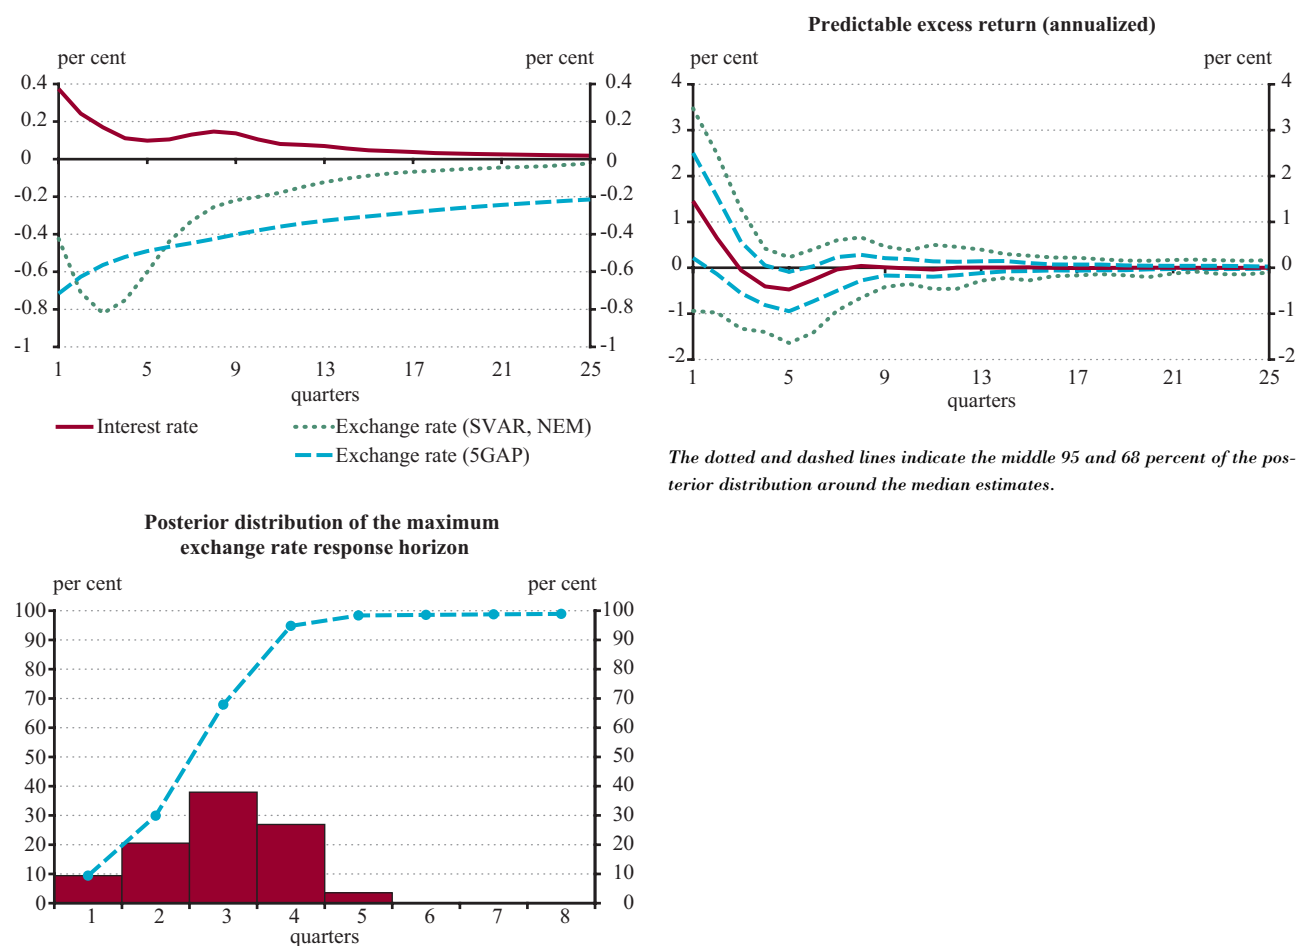 per cent
per cent
0.4
0.2
0
-0.2
-0.4
-0.6
-0.8
-1
0.4
0.2
0
-0.2
-0.4
-0.6
-0.8
-1
1 5 9 13 17 21 25
quarters
Interest rate
Exchange rate (SVAR, NEM)
Exchange rate (5GAP)
Predictable excess return (annualized)
per cent
per cent
4
3
2
1
0
-1
-2
4
3
2
1
0
-1
-2
1 5 9 13 17 21 25
quarters
The dotted and dashed lines indicate the middle 95 and 68 percent of the pos-
terior distribution around the median estimates.
Posterior distribution of the maximum
exchange rate response horizon
per cent
per cent
100
90
80
70
60
50
40
30
20
10
0
100
90
80
70
60
50
40
30
20
10
0
1 2 3 4 5 6 7 8
quarters